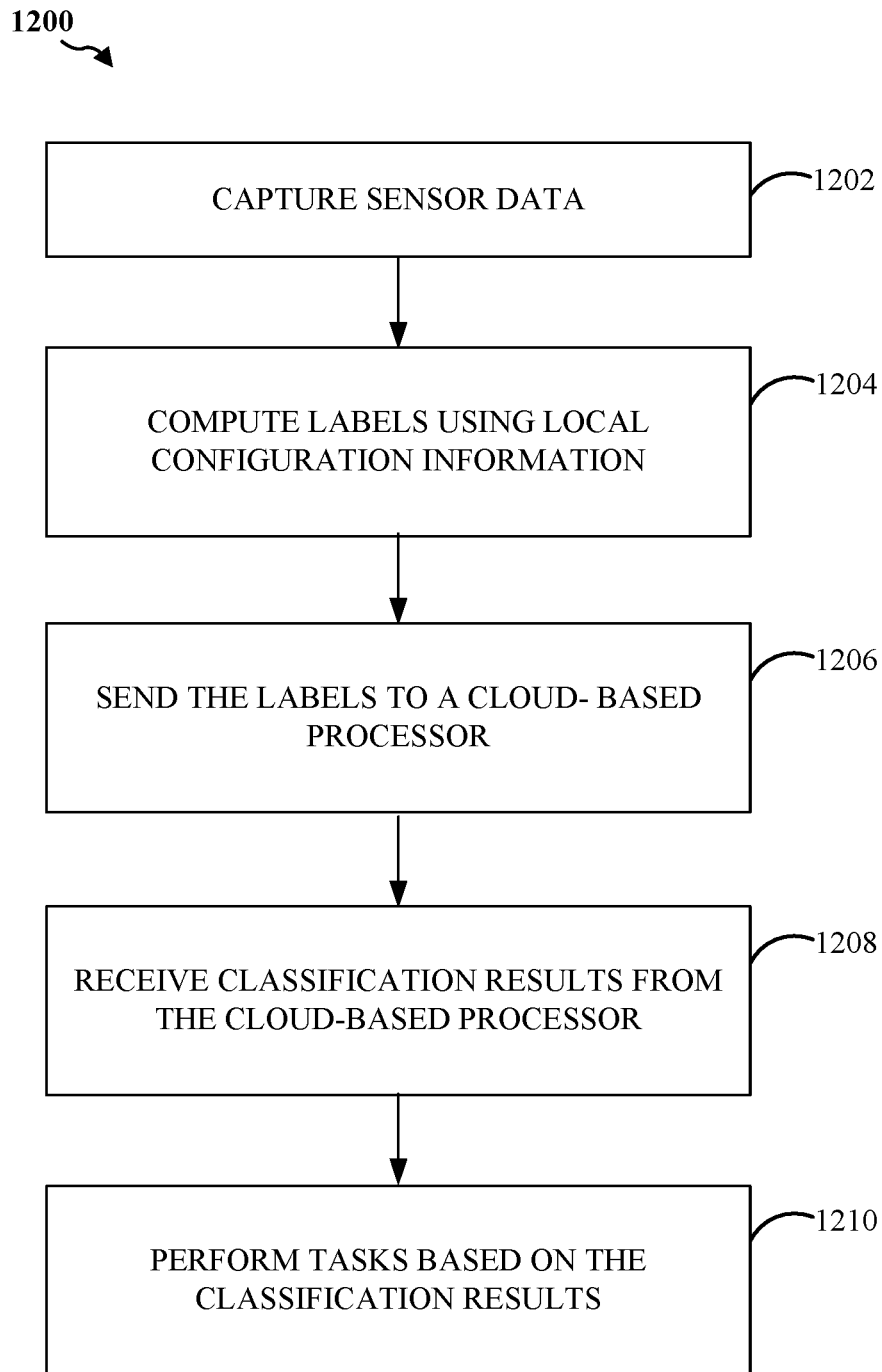 1200
CAPTURE SENSOR DATA
1202
COMPUTE LABELS USING LOCAL
CONFIGURATION INFORMATION
1204
SEND THE LABELS TO A CLOUD- BASED
PROCESSOR
1206
RECEIVE CLASSIFICATION RESULTS FROM
THE CLOUD-BASED PROCESSOR
1208
PERFORM TASKS BASED ON THE
CLASSIFICATION RESULTS
1210